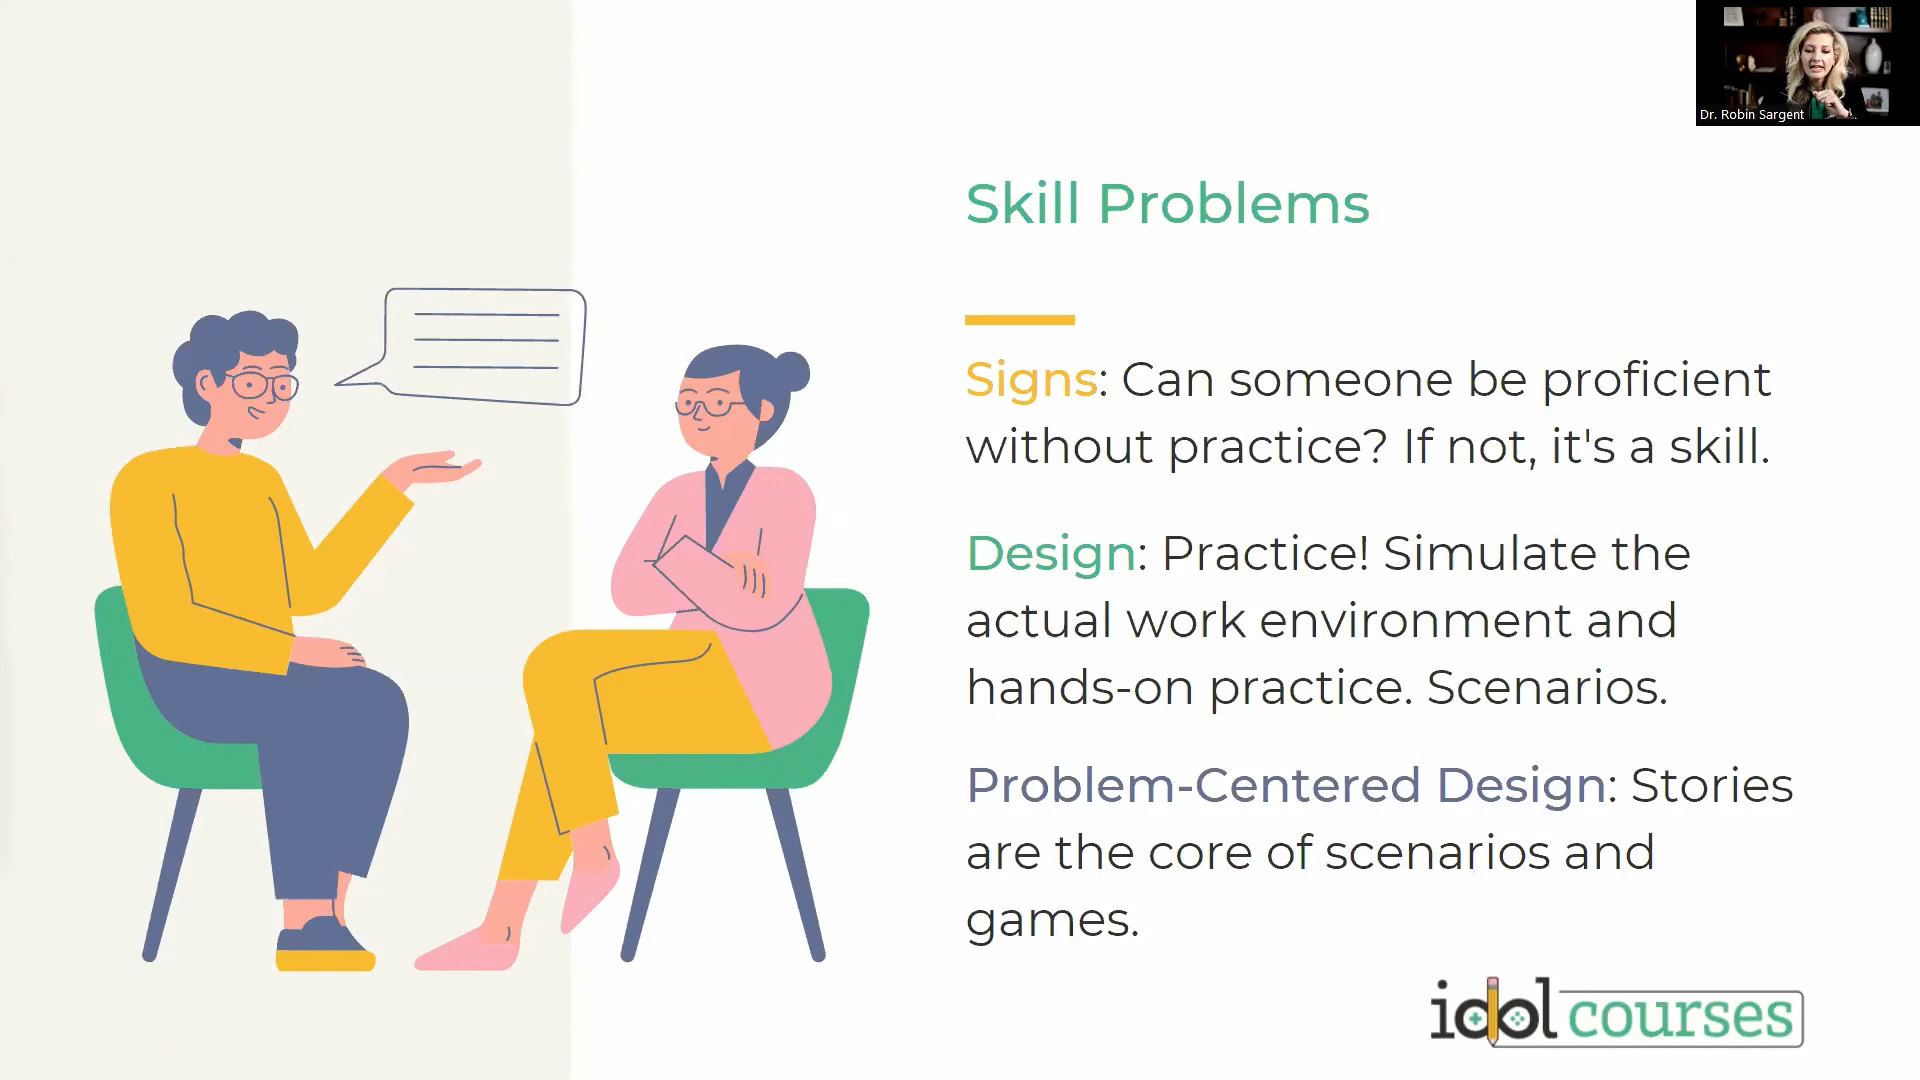 Dr. Robin Sargent
Skill Problems
Signs: Can someone be proficient
without practice? If not, it's a skill.
Design: Practice! Simulate the
actual work environment and
hands-on practice. Scenarios.
Problem-Centered Design: Stories
are the core of scenarios and
games.
idol courses